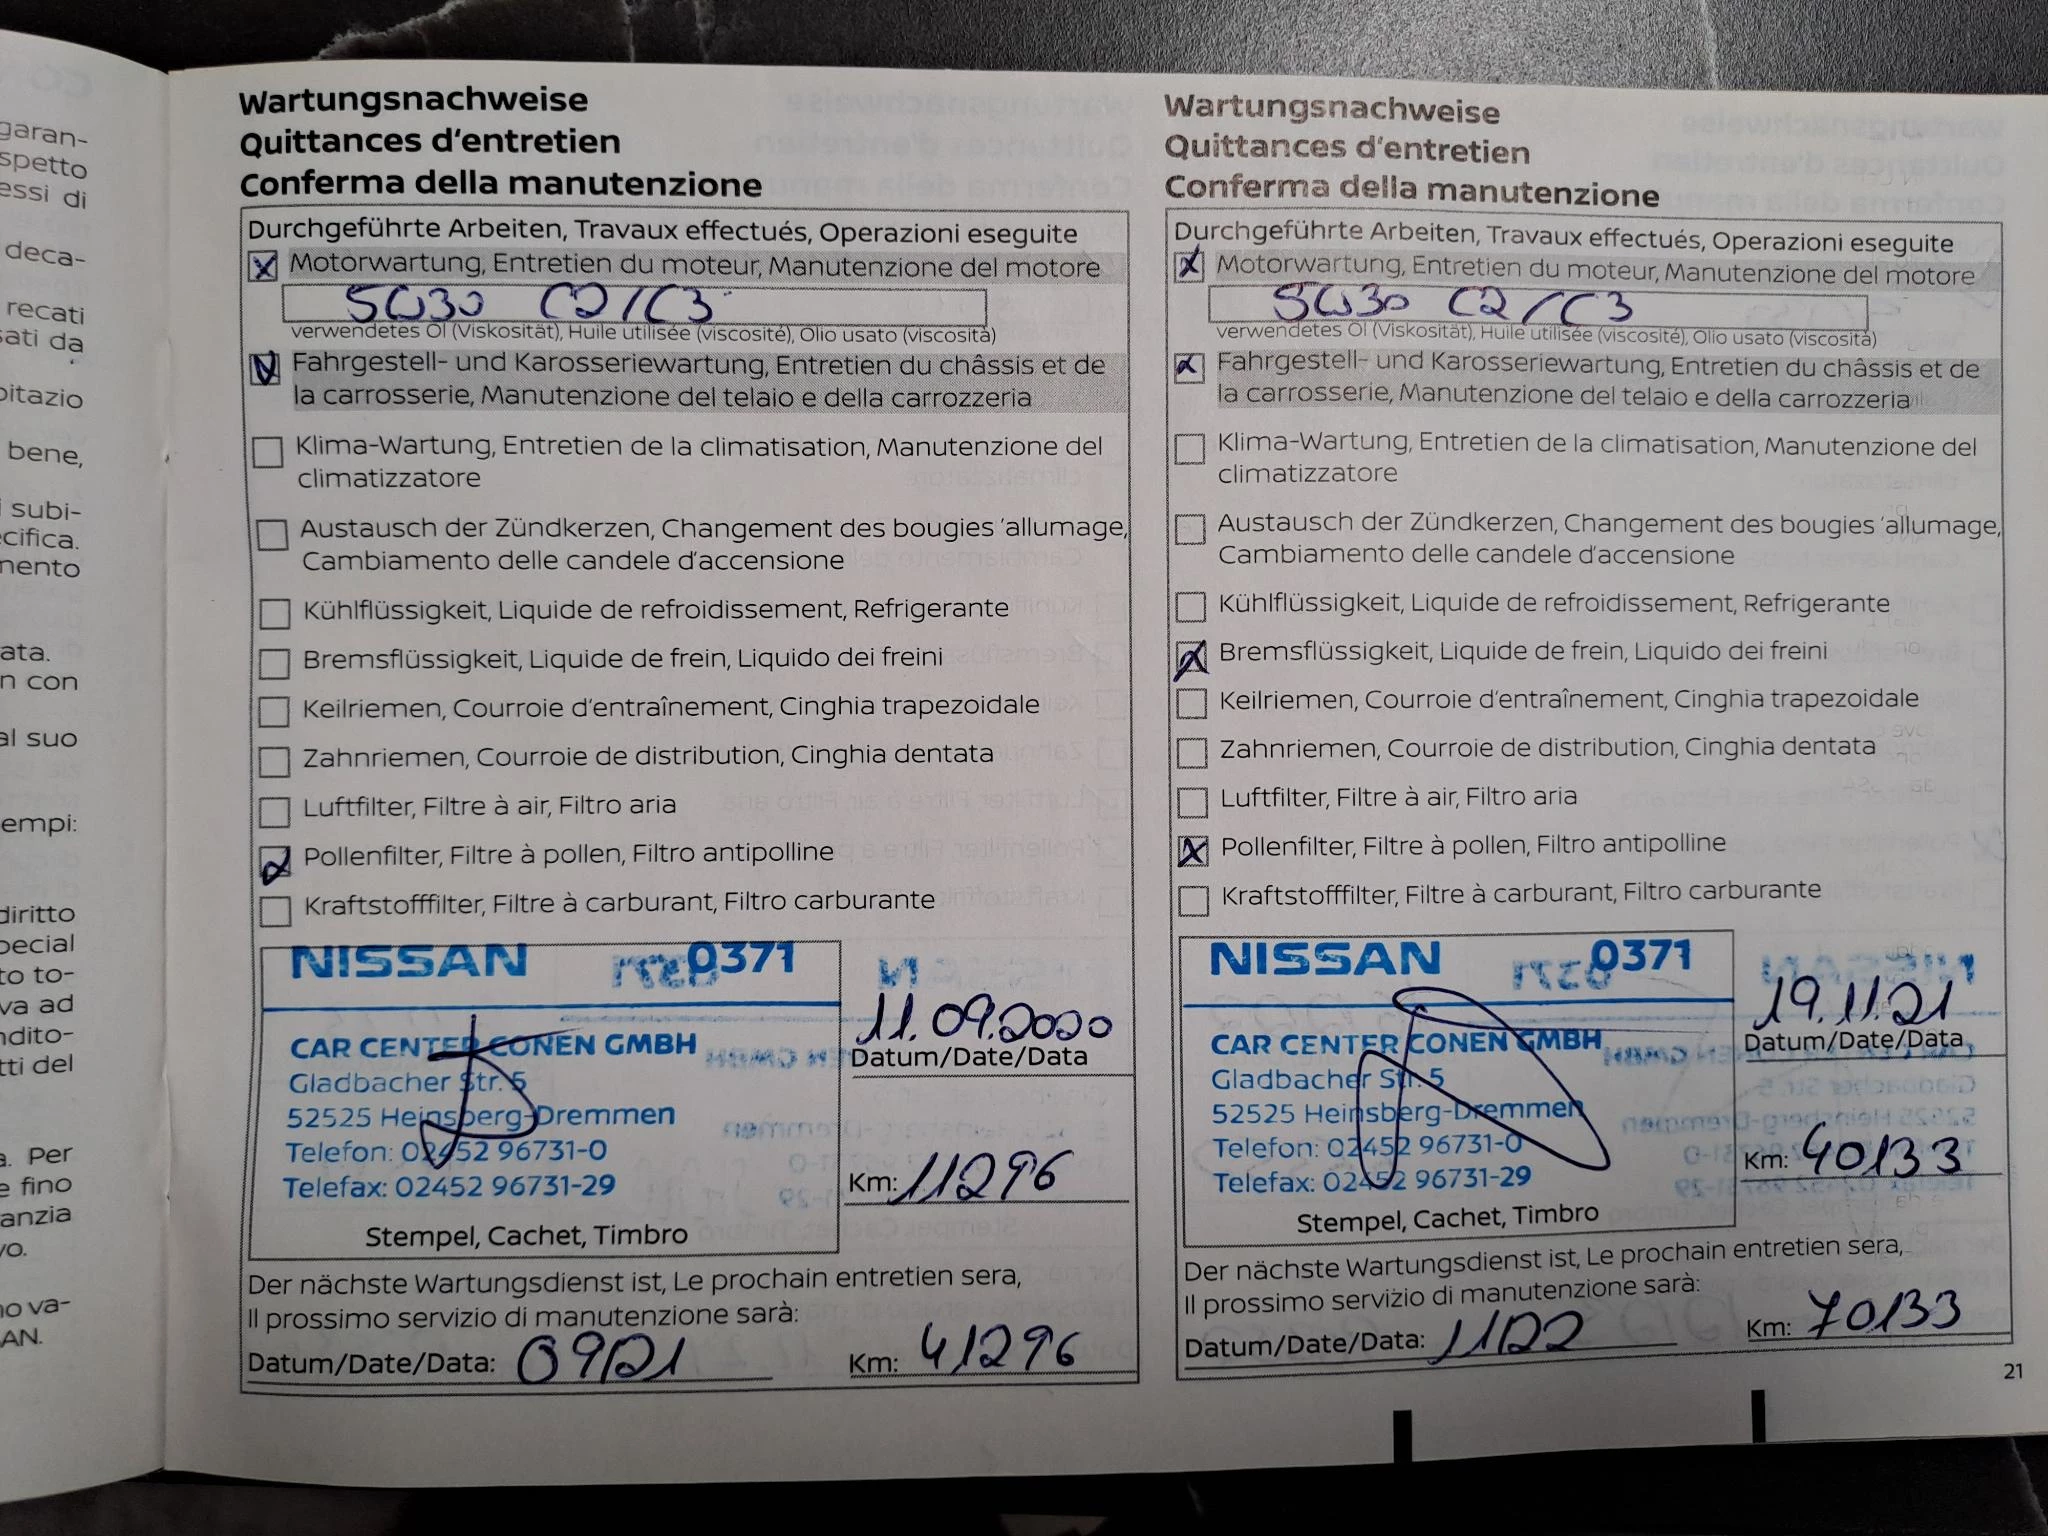 garan-
spetto
essi di
deca-
recati
sati da
pitazio
bene,
subi-
cifica.
mento
ata.
n con
al suo
empi:
diritto
pecial
to to-
va ad
ndito-
tti del
Per
e fino
anzia
vo.
no va-
SAN.
Wartungsnachweise
Quittances d'entretien
Conferma della manutenzione
Durchgeführte Arbeiten, Travaux effectués, Operazioni eseguite
Motorwartung, Entretien du moteur, Manutenzione del motore
5W30 C2/C3
verwendetes Öl (Viskosität), Huile utilisée (viscosité), Olio usato (viscosità)
Fahrgestell- und Karosseriewartung, Entretien du châssis et de
la carrosserie, Manutenzione del telaio e della carrozzeria
Klima-Wartung, Entretien de la climatisation, Manutenzione del
climatizzatore
Austausch der Zündkerzen, Changement des bougies 'allumage,
Cambiamento delle candele d'accensione
Kühlflüssigkeit, Liquide de refroidissement, Refrigerante
Bremsflüssigkeit, Liquide de frein, Liquido dei freini
Keilriemen, Courroie d'entraînement, Cinghia trapezoidale
Zahnriemen, Courroie de distribution, Cinghia dentata
Luftfilter, Filtre à air, Filtro aria
Pollenfilter, Filtre à pollen, Filtro antipolline
Kraftstofffilter, Filtre à carburant, Filtro carburante
NISSAN 0371
CAR CENTER CONEN GMBH
Gladbacher Str. 5
52525 Heinsberg-Dremmen
Telefon: 02452 96731-0
Telefax: 02452 96731-29
Stempel, Cachet, Timbro
11.09.2020
Datum/Date/Data
Km: 11296
Der nächste Wartungsdienst ist, Le prochain entretien sera,
Il prossimo servizio di manutenzione sarà:
Datum/Date/Data: 09/21 Km: 41296
Wartungsnachweise
Quittances d'entretien
Conferma della manutenzione
Durchgeführte Arbeiten, Travaux effectués, Operazioni eseguite
Motorwartung, Entretien du moteur, Manutenzione del motore
5W30 C2/C3
verwendetes Öl (Viskosität), Huile utilisée (viscosité), Olio usato (viscosità)
Fahrgestell- und Karosseriewartung, Entretien du châssis et de
la carrosserie, Manutenzione del telaio e della carrozzeria
Klima-Wartung, Entretien de la climatisation, Manutenzione del
climatizzatore
Austausch der Zündkerzen, Changement des bougies 'allumage,
Cambiamento delle candele d'accensione
Kühlflüssigkeit, Liquide de refroidissement, Refrigerante
Bremsflüssigkeit, Liquide de frein, Liquido dei freini
Keilriemen, Courroie d'entraînement, Cinghia trapezoidale
Zahnriemen, Courroie de distribution, Cinghia dentata
Luftfilter, Filtre à air, Filtro aria
Pollenfilter, Filtre à pollen, Filtro antipolline
Kraftstofffilter, Filtre à carburant, Filtro carburante
NISSAN 0371
CAR CENTER CONEN GMBH
Gladbacher Str. 5
52525 Heinsberg-Dremmen
Telefon: 02452 96731-0
Telefax: 02452 96731-29
Stempel, Cachet, Timbro
19.11.21
Datum/Date/Data
Km: 40133
Der nächste Wartungsdienst ist, Le prochain entretien sera,
Il prossimo servizio di manutenzione sarà:
Datum/Date/Data: 11/22 Km: 70133
21